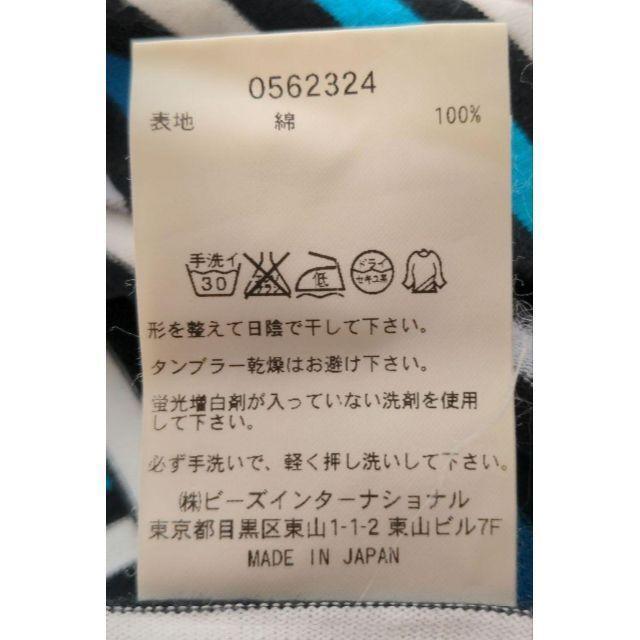 0562324
表地 綿 100%
手洗イ 低 ドライ
30 セキユ系
形を整えて日陰で干して下さい。
タンブラー乾燥はお避け下さい。
蛍光増白剤が入っていない洗剤を使用
して下さい。
必ず手洗いで、軽く押し洗いして下さい。
㈱ビーズインターナショナル
東京都目黒区東山1-1-2 東山ビル7F
MADE IN JAPAN